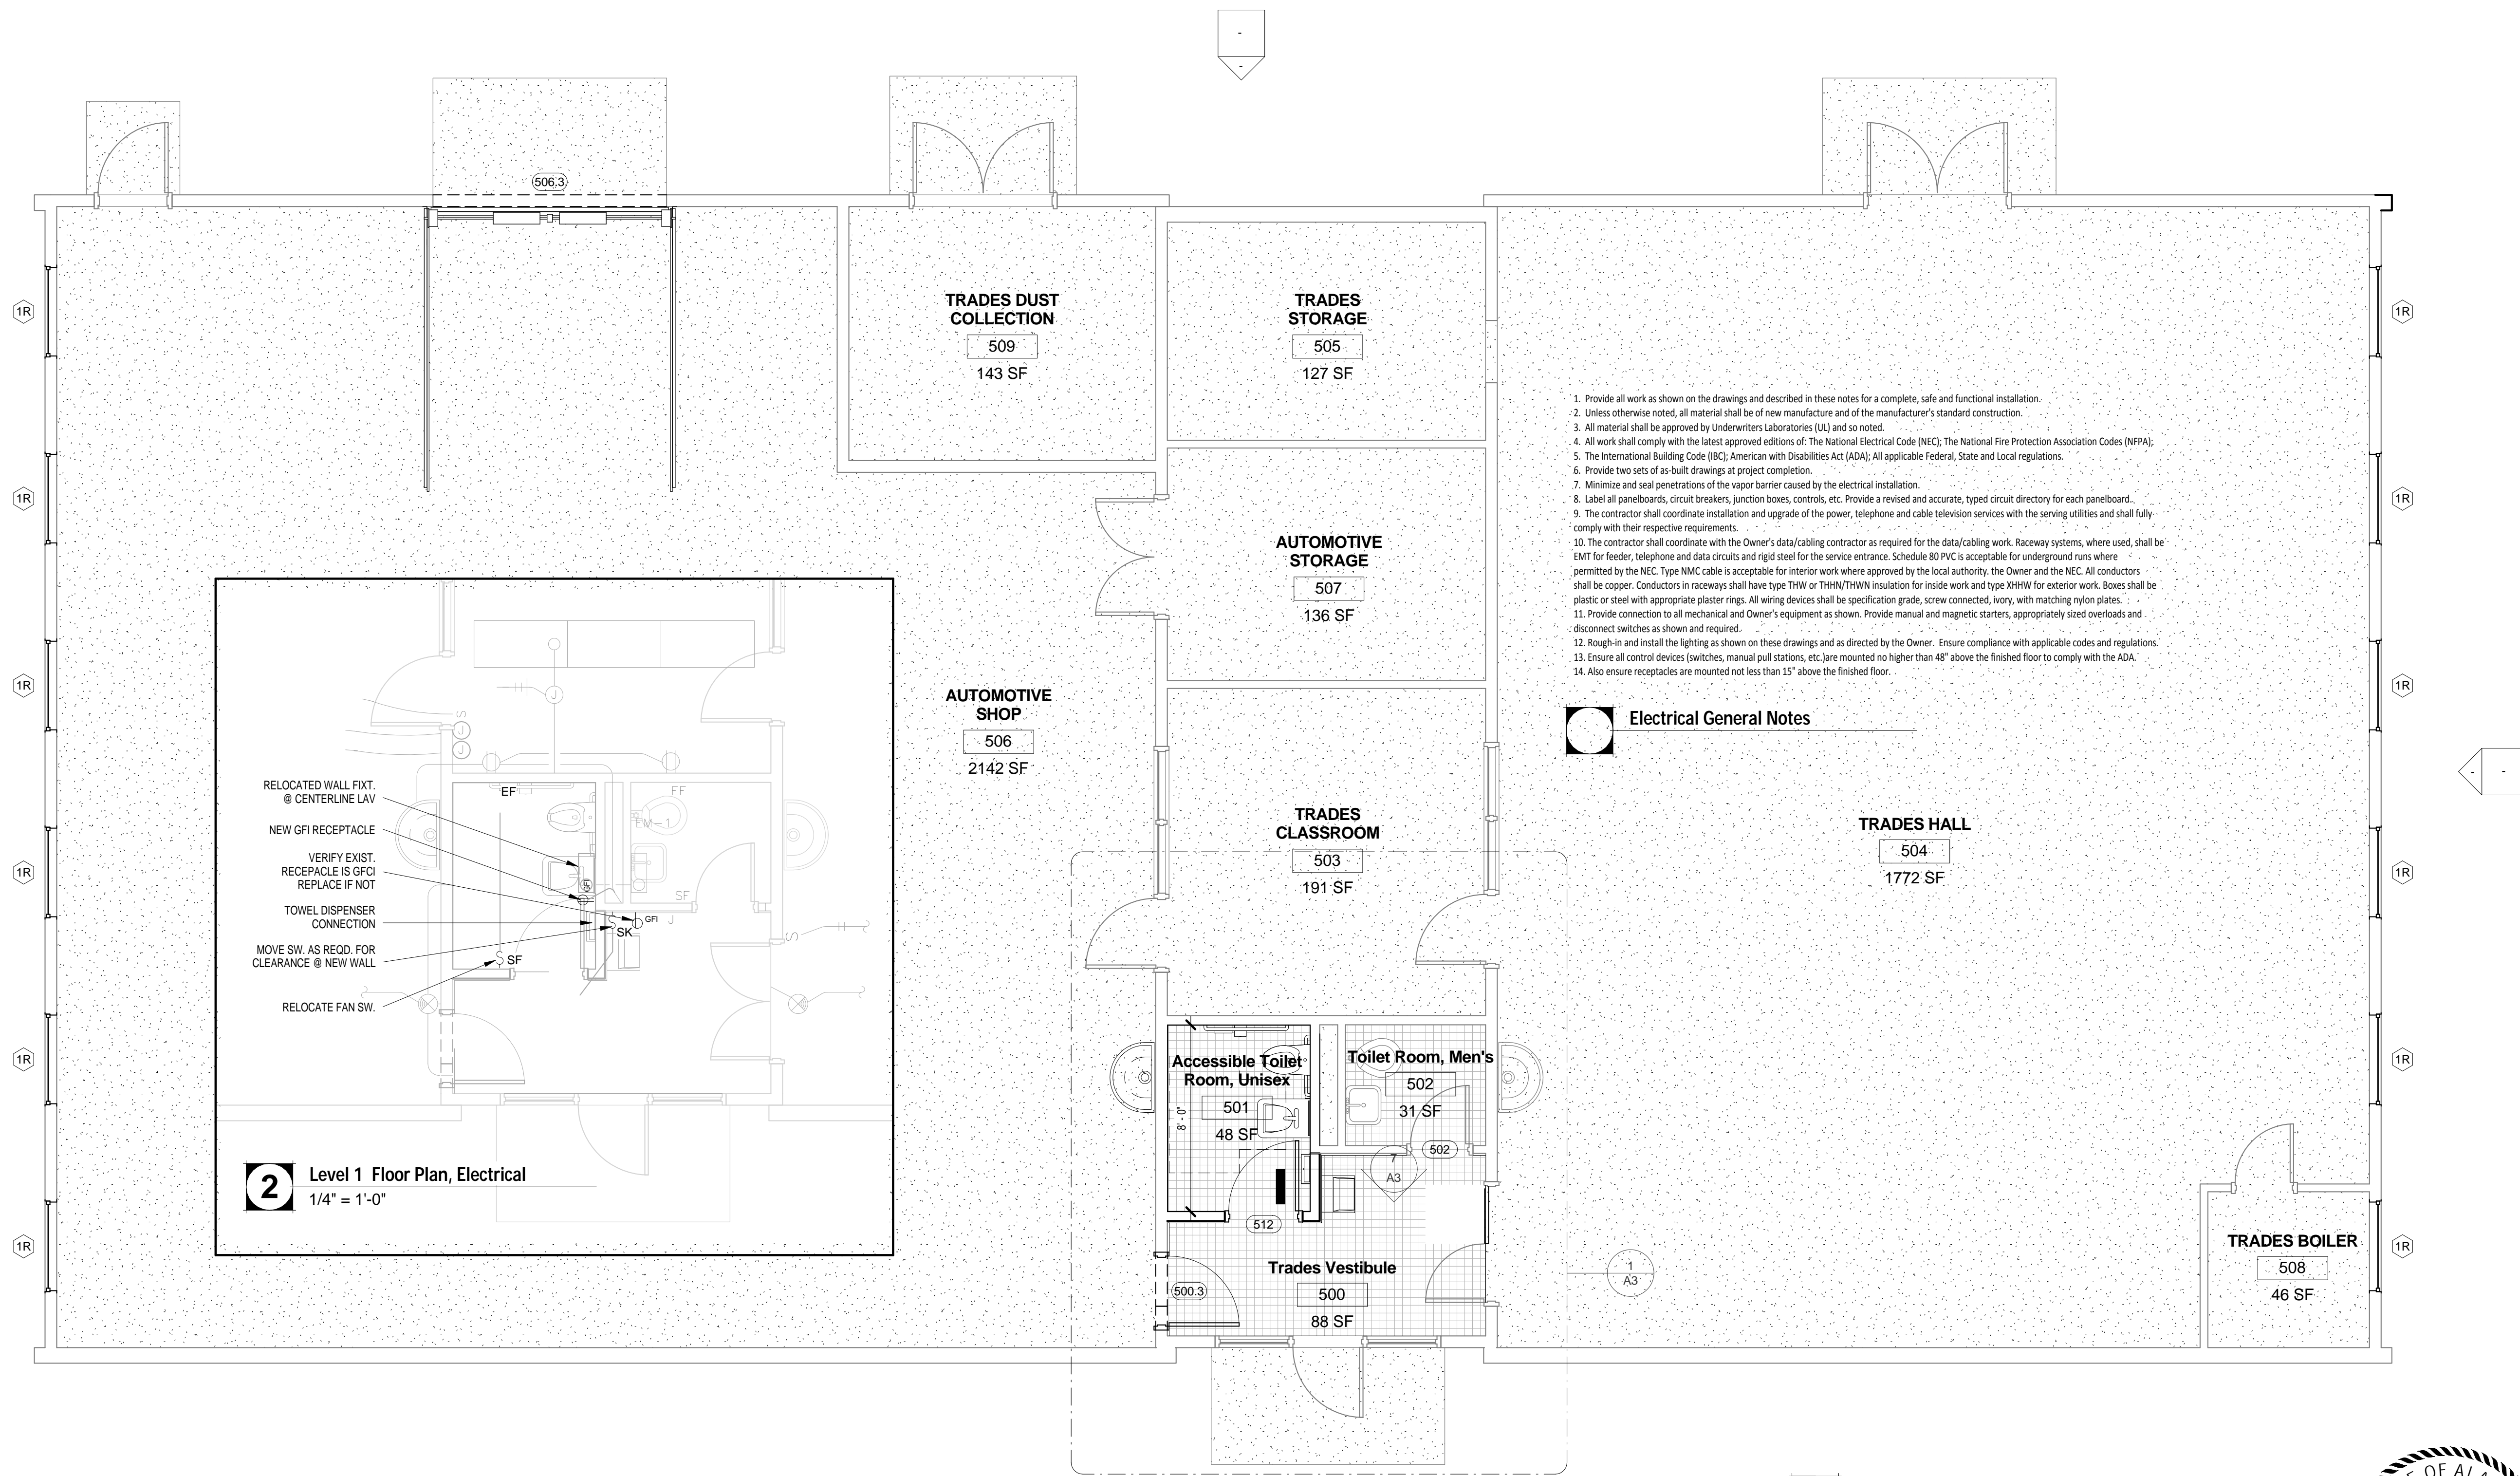 -
-
506.3
1R
1R
1R
1R
1R
1R
TRADES DUST
COLLECTION
509
143 SF
TRADES
STORAGE
505
127 SF
1. Provide all work as shown on the drawings and described in these notes for a complete, safe and functional installation.
2. Unless otherwise noted, all material shall be of new manufacture and of the manufacturer's standard construction.
3. All material shall be approved by Underwriters Laboratories (UL) and so noted.
4. All work shall comply with the latest approved editions of: The National Electrical Code (NEC); The National Fire Protection Association Codes (NFPA);
5. The International Building Code (IBC); American with Disabilities Act (ADA); All applicable Federal, State and Local regulations.
6. Provide two sets of as-built drawings at project completion.
7. Minimize and seal penetrations of the vapor barrier caused by the electrical installation.
8. Label all panelboards, circuit breakers, junction boxes, controls, etc. Provide a revised and accurate, typed circuit directory for each panelboard.
9. The contractor shall coordinate installation and upgrade of the power, telephone and cable television services with the serving utilities and shall fully
comply with their respective requirements.
10. The contractor shall coordinate with the Owner's data/cabling contractor as required for the data/cabling work. Raceway systems, where used, shall be
EMT for feeder, telephone and data circuits and rigid steel for the service entrance. Schedule 80 PVC is acceptable for underground runs where
permitted by the NEC. Type NMC cable is acceptable for interior work where approved by the local authority. the Owner and the NEC. All conductors
shall be copper. Conductors in raceways shall have type THW or THHN/THWN insulation for inside work and type XHHW for exterior work. Boxes shall be
plastic or steel with appropriate plaster rings. All wiring devices shall be specification grade, screw connected, ivory, with matching nylon plates.
11. Provide connection to all mechanical and Owner's equipment as shown. Provide manual and magnetic starters, appropriately sized overloads and
disconnect switches as shown and required.
12. Rough-in and install the lighting as shown on these drawings and as directed by the Owner. Ensure compliance with applicable codes and regulations.
13. Ensure all control devices (switches, manual pull stations, etc.)are mounted no higher than 48" above the finished floor to comply with the ADA.
14. Also ensure receptacles are mounted not less than 15" above the finished floor.
Electrical General Notes
AUTOMOTIVE
STORAGE
507
136 SF
AUTOMOTIVE
SHOP
506
2142 SF
TRADES
CLASSROOM
503
191 SF
TRADES HALL
504
1772 SF
-
-
J
S
J
J
RELOCATED WALL FIXT.
@ CENTERLINE LAV
NEW GFI RECEPTACLE
VERIFY EXIST.
RECEPACLE IS GFCI
REPLACE IF NOT
TOWEL DISPENSER
CONNECTION
MOVE SW. AS REQD. FOR
CLEARANCE @ NEW WALL
RELOCATE FAN SW.
EF
EF
EM-1
SF
GFI
J
SK
S
SF
2
Level 1 Floor Plan, Electrical
1/4" = 1'-0"
Accessible Toilet
Room, Unisex
501
48 SF
8' - 0"
Toilet Room, Men's
502
31 SF
502
7
A3
512
Trades Vestibule
500
88 SF
500.3
1
A3
TRADES BOILER
508
46 SF
1R
1R
1R
1R
1R
1R
OF